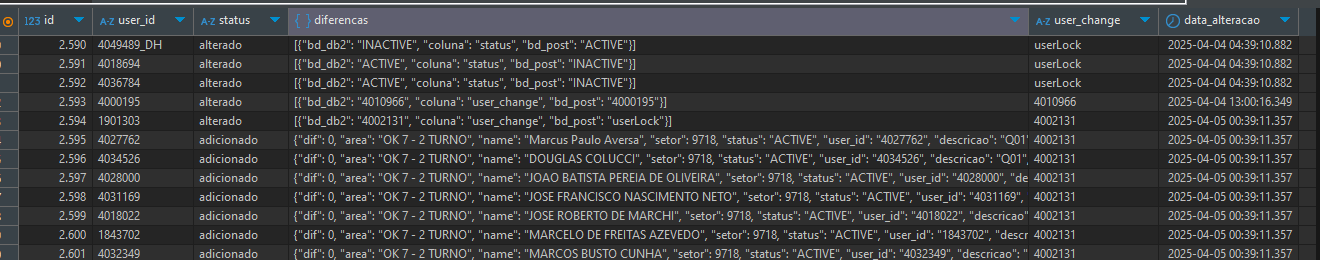 123 id A-Z user_id A-Z status {} diferencas A-Z user_change data_alteracao
2.590 4049489_DH alterado [{"bd_db2": "INACTIVE", "coluna": "status", "bd_post": "ACTIVE"}] userLock 2025-04-04 04:39:10.882
2.591 4018694 alterado [{"bd_db2": "ACTIVE", "coluna": "status", "bd_post": "INACTIVE"}] userLock 2025-04-04 04:39:10.882
2.592 4036784 alterado [{"bd_db2": "ACTIVE", "coluna": "status", "bd_post": "INACTIVE"}] userLock 2025-04-04 04:39:10.882
2.593 4000195 alterado [{"bd_db2": "4010966", "coluna": "user_change", "bd_post": "4000195"}] 4010966 2025-04-04 13:00:16.349
2.594 1901303 alterado [{"bd_db2": "4002131", "coluna": "user_change", "bd_post": "userLock"}] 4002131 2025-04-05 00:39:11.357
2.595 4027762 adicionado {"dif": 0, "area": "OK 7 - 2 TURNO", "name": "Marcus Paulo Aversa", "setor": 9718, "status": "ACTIVE", "user_id": "4027762", "descricao": "Q01" 4002131 2025-04-05 00:39:11.357
2.596 4034526 adicionado {"dif": 0, "area": "OK 7 - 2 TURNO", "name": "DOUGLAS COLUCCI", "setor": 9718, "status": "ACTIVE", "user_id": "4034526", "descricao": "Q01", 4002131 2025-04-05 00:39:11.357
2.597 4028000 adicionado {"dif": 0, "area": "OK 7 - 2 TURNO", "name": "JOAO BATISTA PEREIA DE OLIVEIRA", "setor": 9718, "status": "ACTIVE", "user_id": "4028000", "de 4002131 2025-04-05 00:39:11.357
2.598 4031169 adicionado {"dif": 0, "area": "OK 7 - 2 TURNO", "name": "JOSE FRANCISCO NASCIMENTO NETO", "setor": 9718, "status": "ACTIVE", "user_id": "4031169", 4002131 2025-04-05 00:39:11.357
2.599 4018022 adicionado {"dif": 0, "area": "OK 7 - 2 TURNO", "name": "JOSE ROBERTO DE MARCHI", "setor": 9718, "status": "ACTIVE", "user_id": "4018022", "descricao" 4002131 2025-04-05 00:39:11.357
2.600 1843702 adicionado {"dif": 0, "area": "OK 7 - 2 TURNO", "name": "MARCELO DE FREITAS AZEVEDO", "setor": 9718, "status": "ACTIVE", "user_id": "1843702", "descr 4002131 2025-04-05 00:39:11.357
2.601 4032349 adicionado {"dif": 0, "area": "OK 7 - 2 TURNO", "name": "MARCOS BUSTO CUNHA", "setor": 9718, "status": "ACTIVE", "user_id": "4032349", "descricao": " 4002131 2025-04-05 00:39:11.357